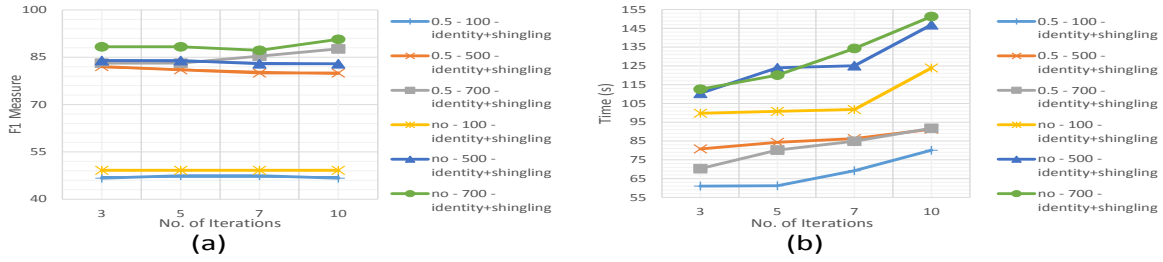 100
85
70
55
40
F1 Measure
3
5
7
10
No. of Iterations
(a)
0.5 - 100 -
identity+shingling
0.5 - 500 -
identity+shingling
0.5 - 700 -
identity+shingling
no - 100 -
identity+shingling
no - 500 -
identity+shingling
no - 700 -
identity+shingling
155
145
135
125
115
105
95
85
75
65
55
Time (s)
3
5
7
10
No. of Iterations
(b)
0.5 - 100 -
identity+shingling
0.5 - 500 -
identity+shingling
0.5 - 700 -
identity+shingling
no - 100 -
identity+shingling
no - 500 -
identity+shingling
no - 700 -
identity+shingling